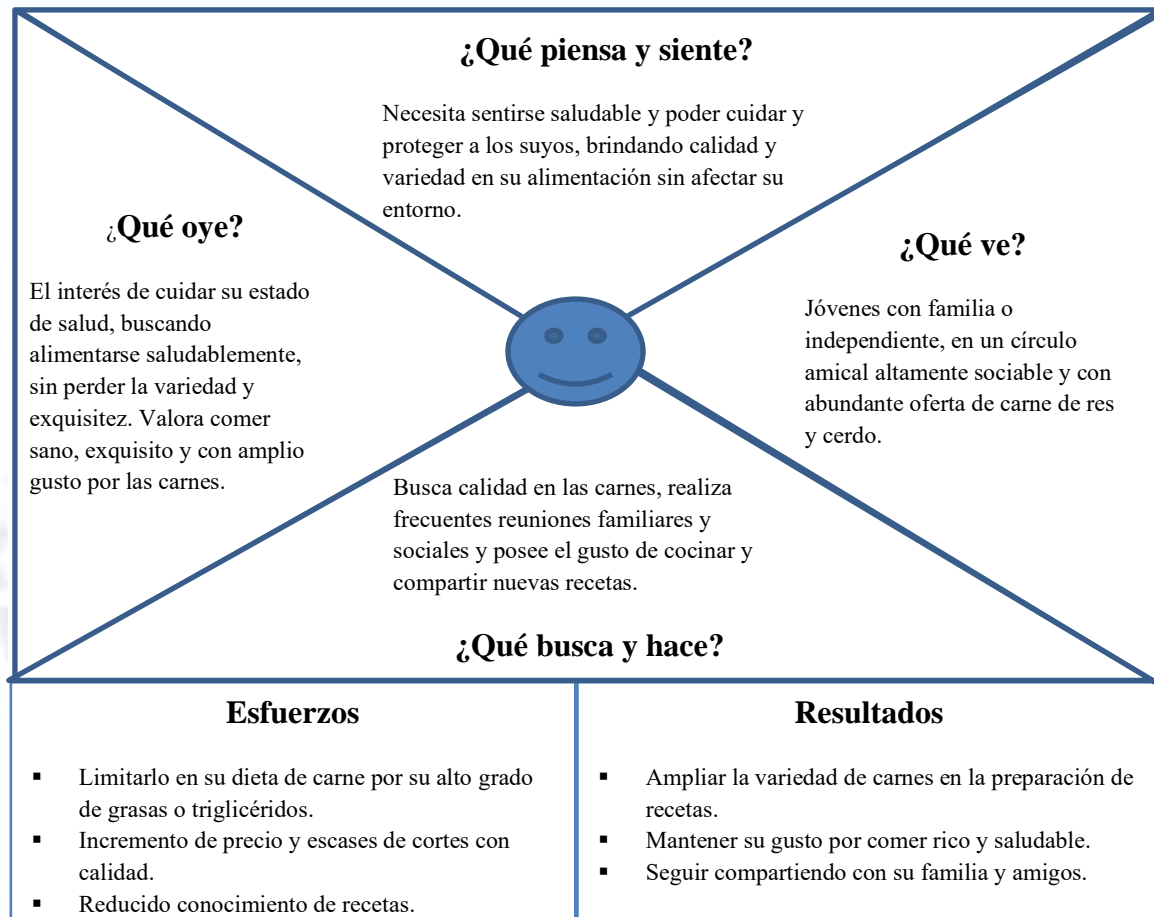 ¿Qué piensa y siente?
Necesita sentirse saludable y poder cuidar y
proteger a los suyos, brindando calidad y
variedad en su alimentación sin afectar su
entorno.
¿Qué oye?
El interés de cuidar su estado
de salud, buscando
alimentarse saludablemente,
sin perder la variedad y
exquisitez. Valora comer
sano, exquisito y con amplio
gusto por las carnes.
¿Qué ve?
Jóvenes con familia o
independiente, en un círculo
amical altamente sociable y con
abundante oferta de carne de res
y cerdo.
Busca calidad en las carnes, realiza
frecuentes reuniones familiares y
sociales y posee el gusto de cocinar y
compartir nuevas recetas.
¿Qué busca y hace?
Esfuerzos
▪ Limitarlo en su dieta de carne por su alto grado
de grasas o triglicéridos.
▪ Incremento de precio y escases de cortes con
calidad.
▪ Reducido conocimiento de recetas.
Resultados
▪ Ampliar la variedad de carnes en la preparación de
recetas.
▪ Mantener su gusto por comer rico y saludable.
▪ Seguir compartiendo con su familia y amigos.